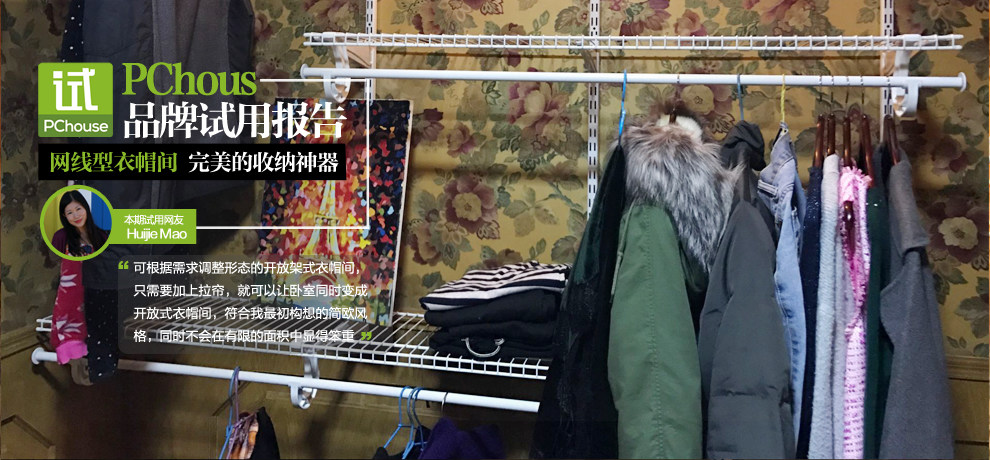 试
PChouse
PChous
品牌试用报告
网线型衣帽间 完美的收纳神器
本期试用网友
Huijie Mao
“ 可根据需求调整形态的开放架式衣帽间，
只需要加上拉帘，就可以让卧室同时变成
开放式衣帽间，符合我最初构想的简欧风
格，同时不会在有限的面积中显得笨重 ”